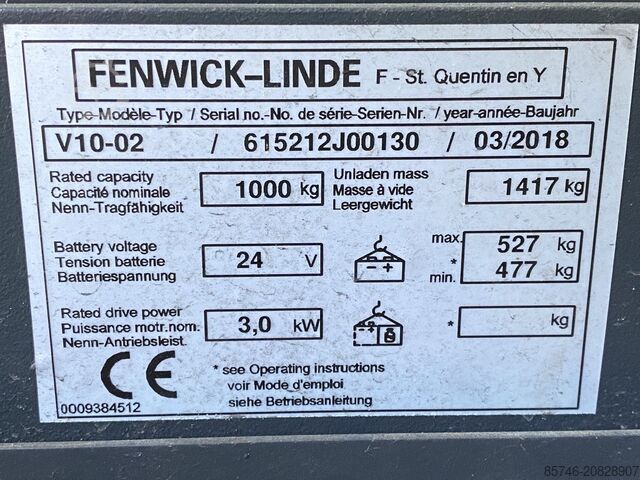 FENWICK–LINDE F - St. Quentin en Y
Type-Modèle-Typ / Serial no.-No. de série-Serien-Nr. / year-année-Baujahr
V10-02 / 615212J00130 / 03/2018
Rated capacity
Capacité nominale
Nenn-Tragfähigkeit
1000 kg
Unladen mass
Masse à vide
Leergewicht
1417 kg
Battery voltage
Tension batterie
Batteriespannung
24 V
- +
max. 527 kg
*
min. 477 kg
Rated drive power
Puissance motr.nom.
Nenn-Antriebsleist.
3,0 kW
- +
* kg
CE
* see Operating instructions
voir Mode d'emploi
siehe Betriebsanleitung
0009384512
85746-20828907